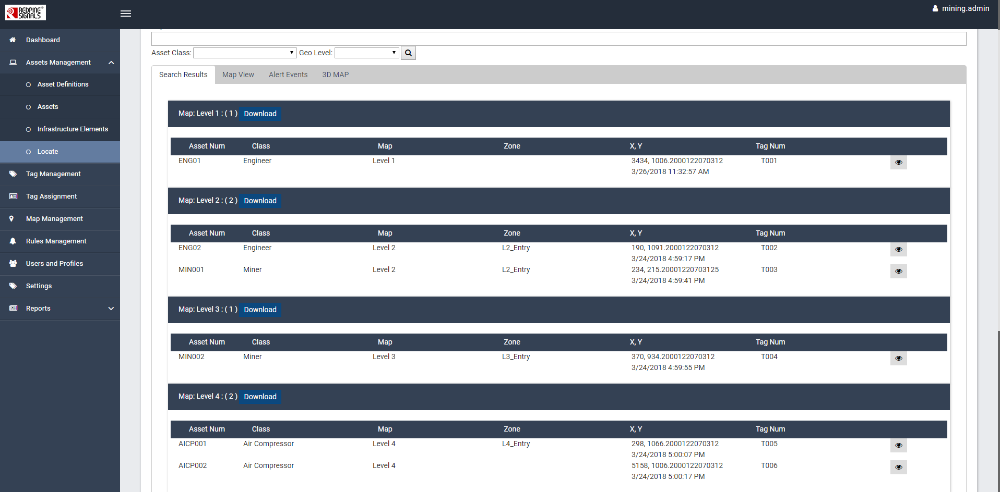 REDPINE®
SIGNALS
mining.admin
Dashboard
Assets Management
Asset Definitions
Assets
Infrastructure Elements
Locate
Tag Management
Tag Assignment
Map Management
Rules Management
Users and Profiles
Settings
Reports
Asset Class: Geo Level:
Search Results Map View Alert Events 3D MAP
Map: Level 1 : ( 1 ) Download
Asset Num Class Map Zone X, Y Tag Num
ENG01 Engineer Level 1 3434, 1006.2000122070312 T001
3/26/2018 11:32:57 AM
Map: Level 2 : ( 2 ) Download
Asset Num Class Map Zone X, Y Tag Num
ENG02 Engineer Level 2 L2_Entry 190, 1091.2000122070312 T002
3/24/2018 4:59:17 PM
MIN001 Miner Level 2 L2_Entry 234, 215.20001220703125 T003
3/24/2018 4:59:41 PM
Map: Level 3 : ( 1 ) Download
Asset Num Class Map Zone X, Y Tag Num
MIN002 Miner Level 3 L3_Entry 370, 934.2000122070312 T004
3/24/2018 4:59:55 PM
Map: Level 4 : ( 2 ) Download
Asset Num Class Map Zone X, Y Tag Num
AICP001 Air Compressor Level 4 L4_Entry 298, 1066.2000122070312 T005
3/24/2018 5:00:07 PM
AICP002 Air Compressor Level 4 5158, 1006.2000122070312 T006
3/24/2018 5:00:17 PM